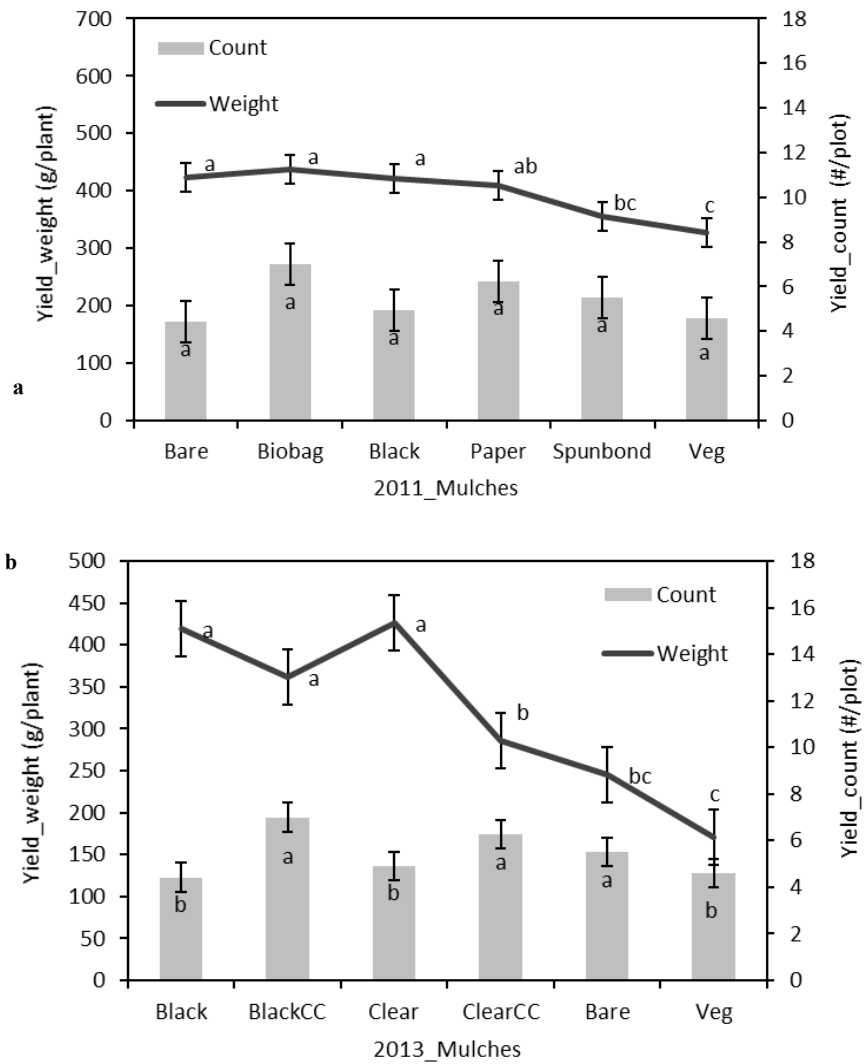 700
600
500
400
300
200
100
0
Yield_weight (g/plant)
Count
Weight
18
16
14
12
10
8
6
4
2
0
Yield_count (#/plot)
a
a
a
ab
bc
c
a
a
a
a
a
a
a
Bare Biobag Black Paper Spunbond Veg
2011_Mulches
b
500
450
400
350
300
250
200
150
100
50
0
Yield_weight (g/plant)
Count
Weight
18
16
14
12
10
8
6
4
2
0
Yield_count (#/plot)
a
a
a
b
bc
c
b
a
b
a
a
b
Black BlackCC Clear ClearCC Bare Veg
2013_Mulches